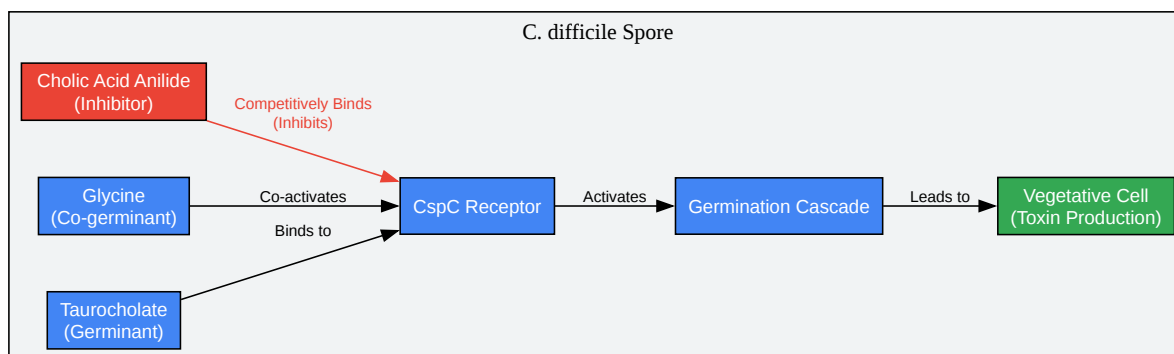 C. difficile Spore
Cholic Acid Anilide
(Inhibitor)
Competitively Binds
(Inhibits)
Glycine
(Co-germinant)
Co-activates
CspC Receptor
Activates
Germination Cascade
Leads to
Vegetative Cell
(Toxin Production)
Binds to
Taurocholate
(Germinant)